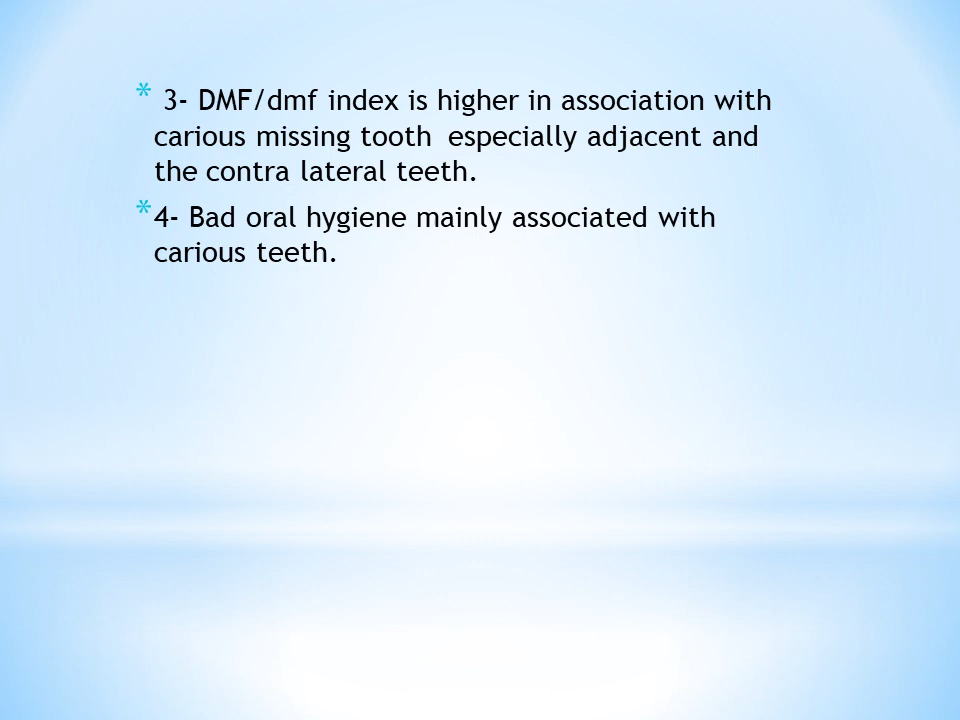 * 3- DMF/dmf index is higher in association with
carious missing tooth  especially adjacent and
the contra lateral teeth.
* 4- Bad oral hygiene mainly associated with
carious teeth.